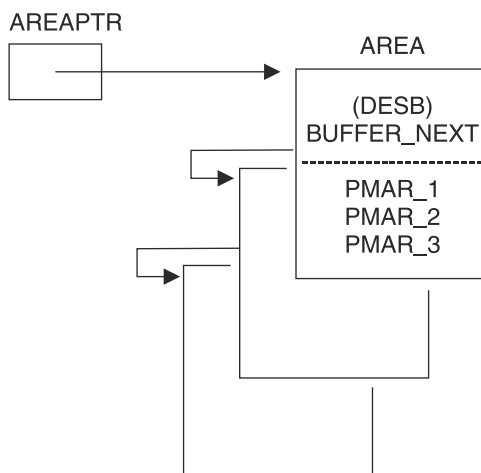 AREAPTR
AREA
(DESB)
BUFFER_NEXT
PMAR_1
PMAR_2
PMAR_3